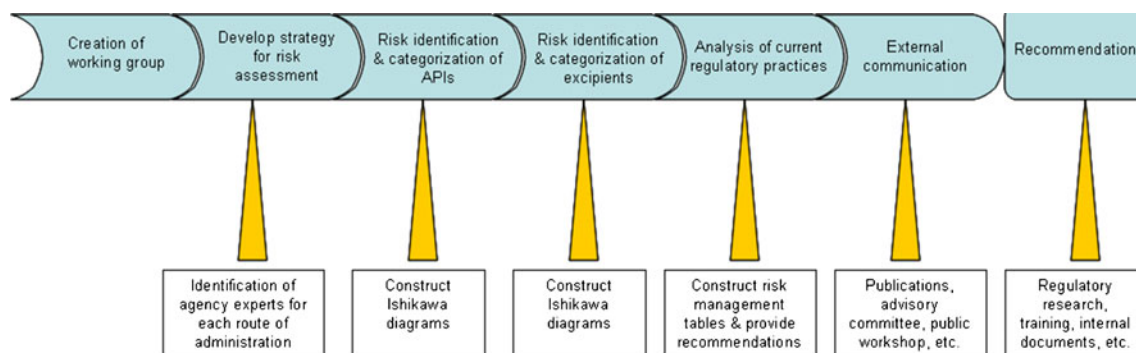 Creation of
working group
Develop strategy
for risk
assessment
Risk identification
& categorization of
APIs
Risk identification
& categorization of
excipients
Analysis of current
regulatory practices
External
communication
Recommendation
Identification of
agency experts for
each route of
administration
Construct
Ishikawa
diagrams
Construct
Ishikawa
diagrams
Construct risk
management
tables & provide
recommendations
Publications,
advisory
committee, public
workshop, etc.
Regulatory
research,
training, internal
documents, etc.